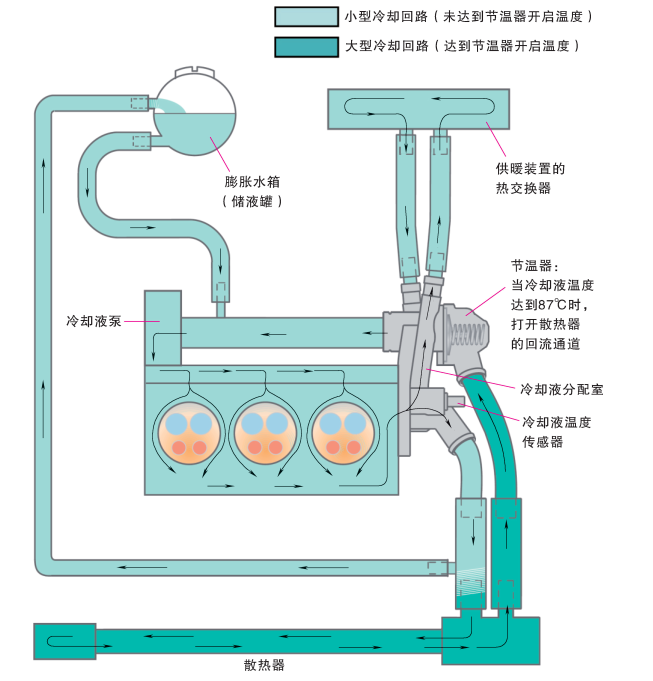 小型冷却回路（未达到节温器开启温度）
大型冷却回路（达到节温器开启温度）
膨胀水箱
（储液罐）
供暖装置的
热交换器
节温器：
当冷却液温度
达到87℃时，
打开散热器
的回流通道
冷却液泵
冷却液分配室
冷却液温度
传感器
散热器